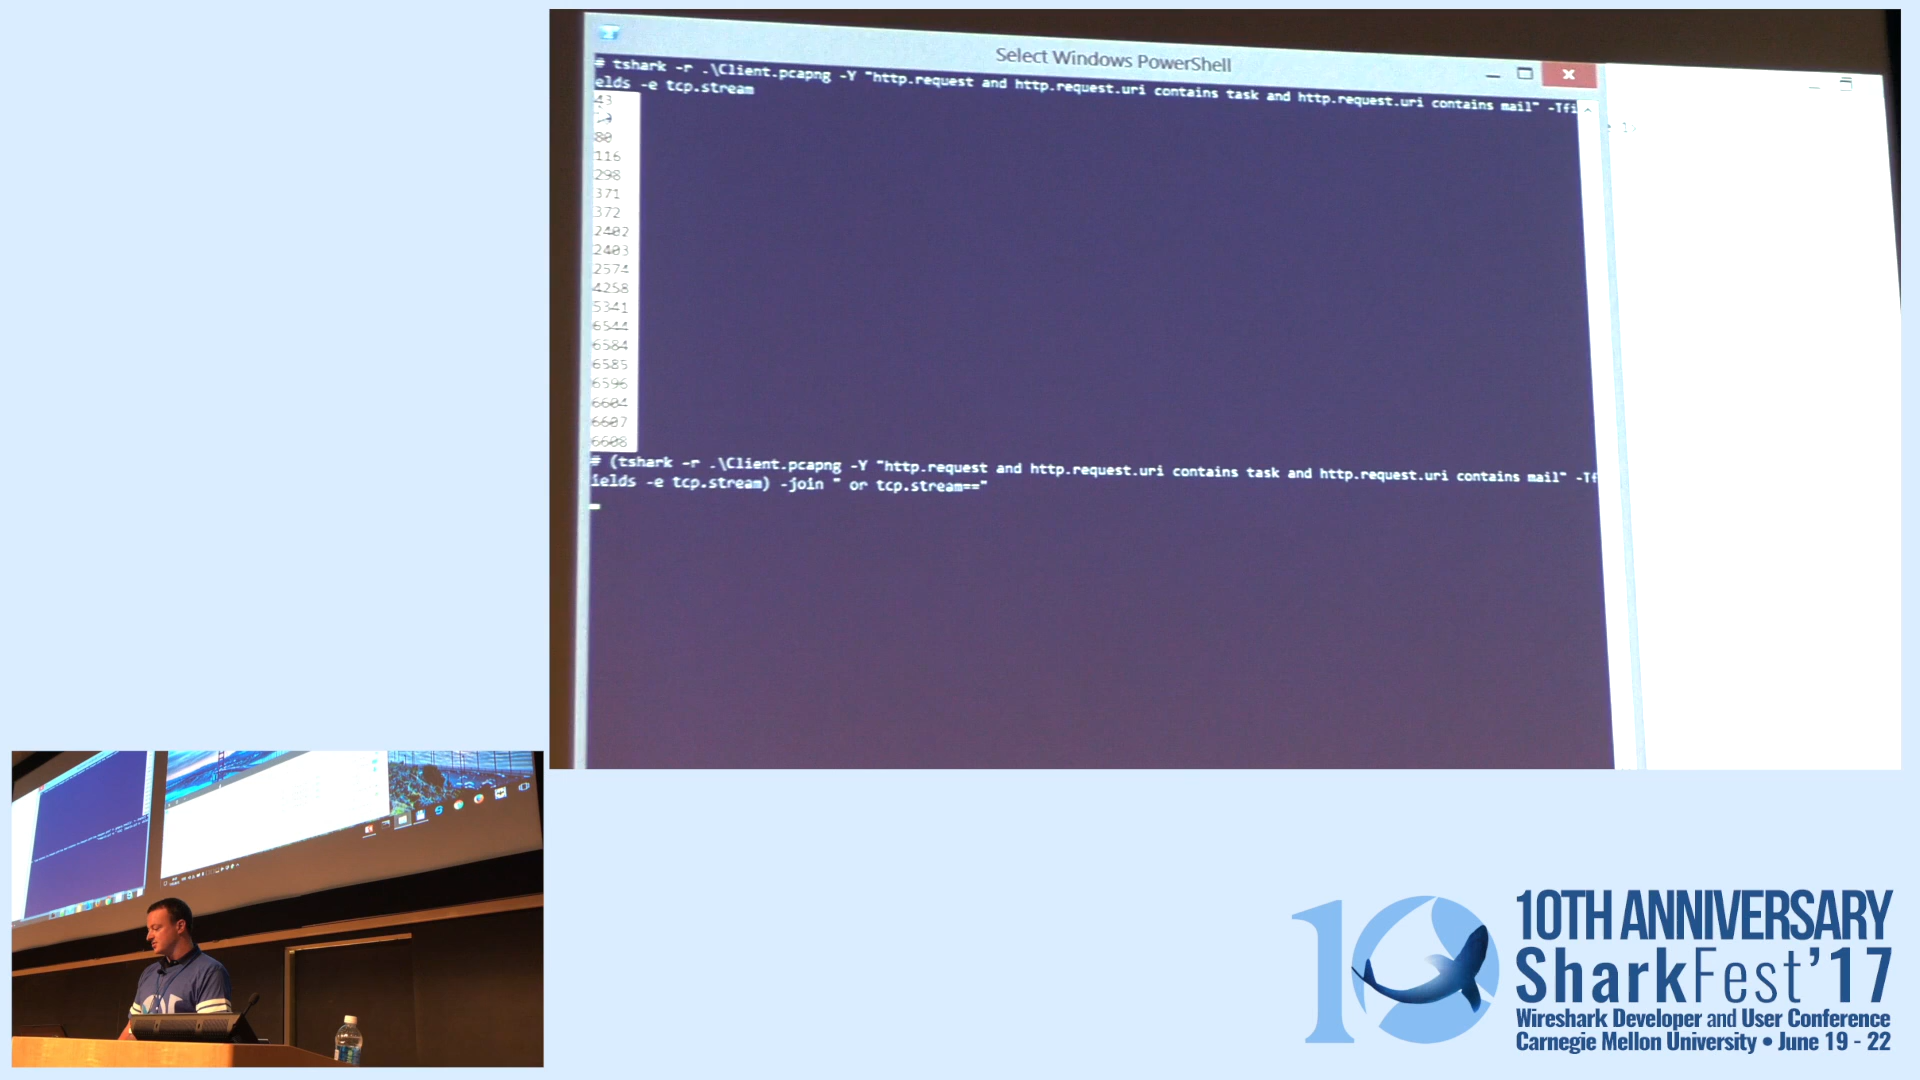 Select Windows PowerShell
# tshark -r .\Client.pcapng -Y "http.request and http.request.uri contains task and http.request.uri contains mail" -Tfi
elds -e tcp.stream
43
80
116
298
371
372
2402
2403
2574
4258
5341
6544
6584
6585
6596
6604
6607
6608
# (tshark -r .\Client.pcapng -Y "http.request and http.request.uri contains task and http.request.uri contains mail" -Tf
ields -e tcp.stream) -join " or tcp.stream=="
10
10TH ANNIVERSARY
SharkFest'17
Wireshark Developer and User Conference
Carnegie Mellon University • June 19 - 22